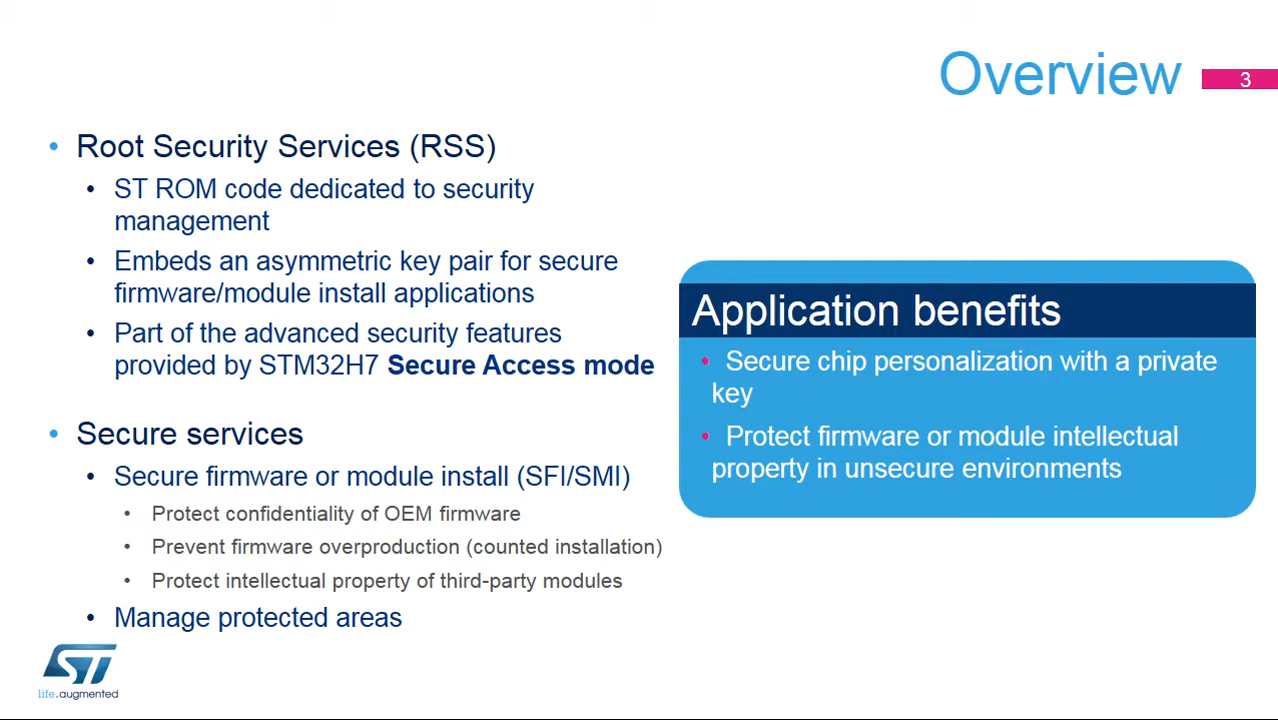 Overview
3
• Root Security Services (RSS)
• ST ROM code dedicated to security
management
• Embeds an asymmetric key pair for secure
firmware/module install applications
• Part of the advanced security features
provided by STM32H7 Secure Access mode
• Secure services
• Secure firmware or module install (SFI/SMI)
• Protect confidentiality of OEM firmware
• Prevent firmware overproduction (counted installation)
• Protect intellectual property of third-party modules
• Manage protected areas
Application benefits
• Secure chip personalization with a private
key
• Protect firmware or module intellectual
property in unsecure environments
ST
life.augmented